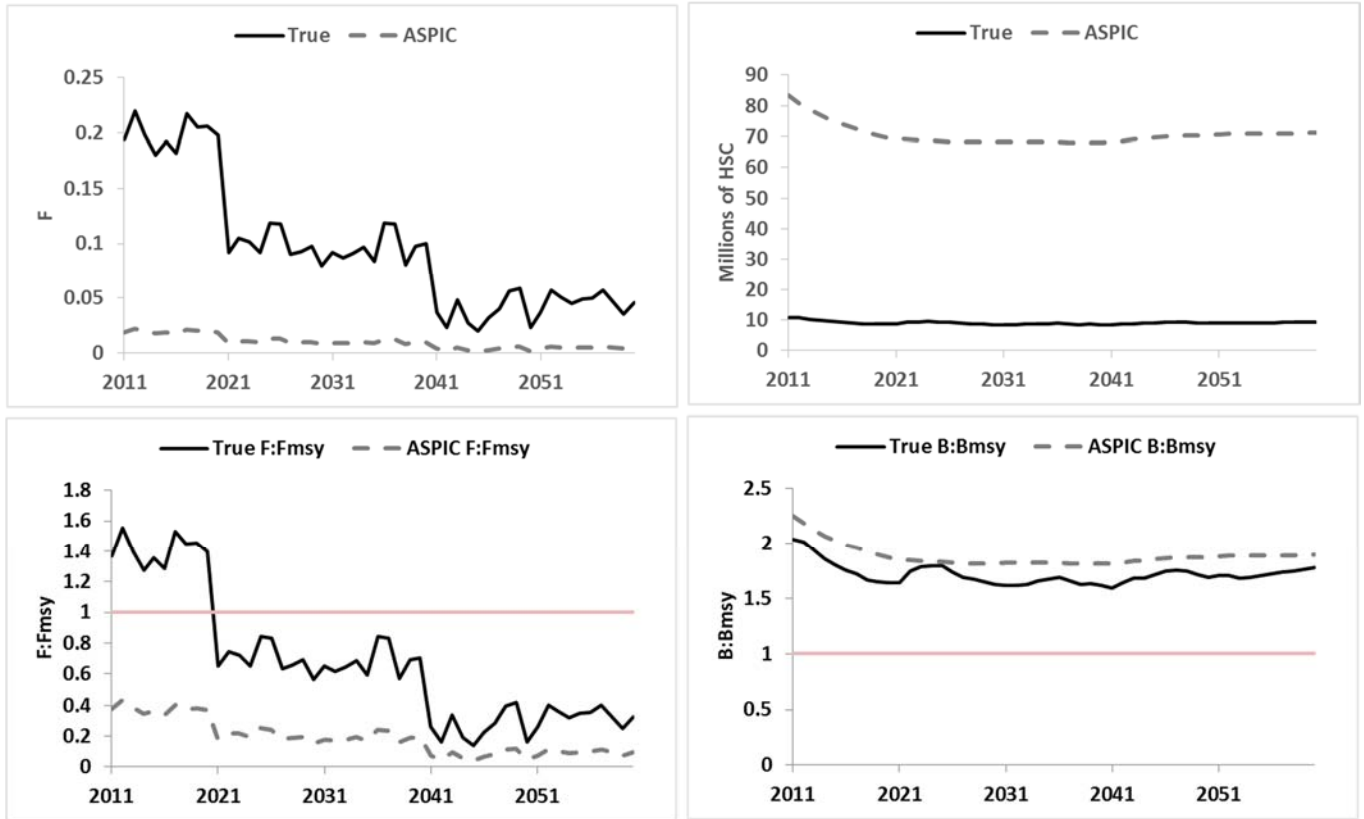 True ASPIC
F
0.25
0.2
0.15
0.1
0.05
0
2011 2021 2031 2041 2051
True ASPIC
Millions of HSC
90
80
70
60
50
40
30
20
10
0
2011 2021 2031 2041 2051
True F:Fmsy ASPIC F:Fmsy
F:Fmsy
1.8
1.6
1.4
1.2
1
0.8
0.6
0.4
0.2
0
2011 2021 2031 2041 2051
True B:Bmsy ASPIC B:Bmsy
B:Bmsy
2.5
2
1.5
1
0.5
0
2011 2021 2031 2041 2051